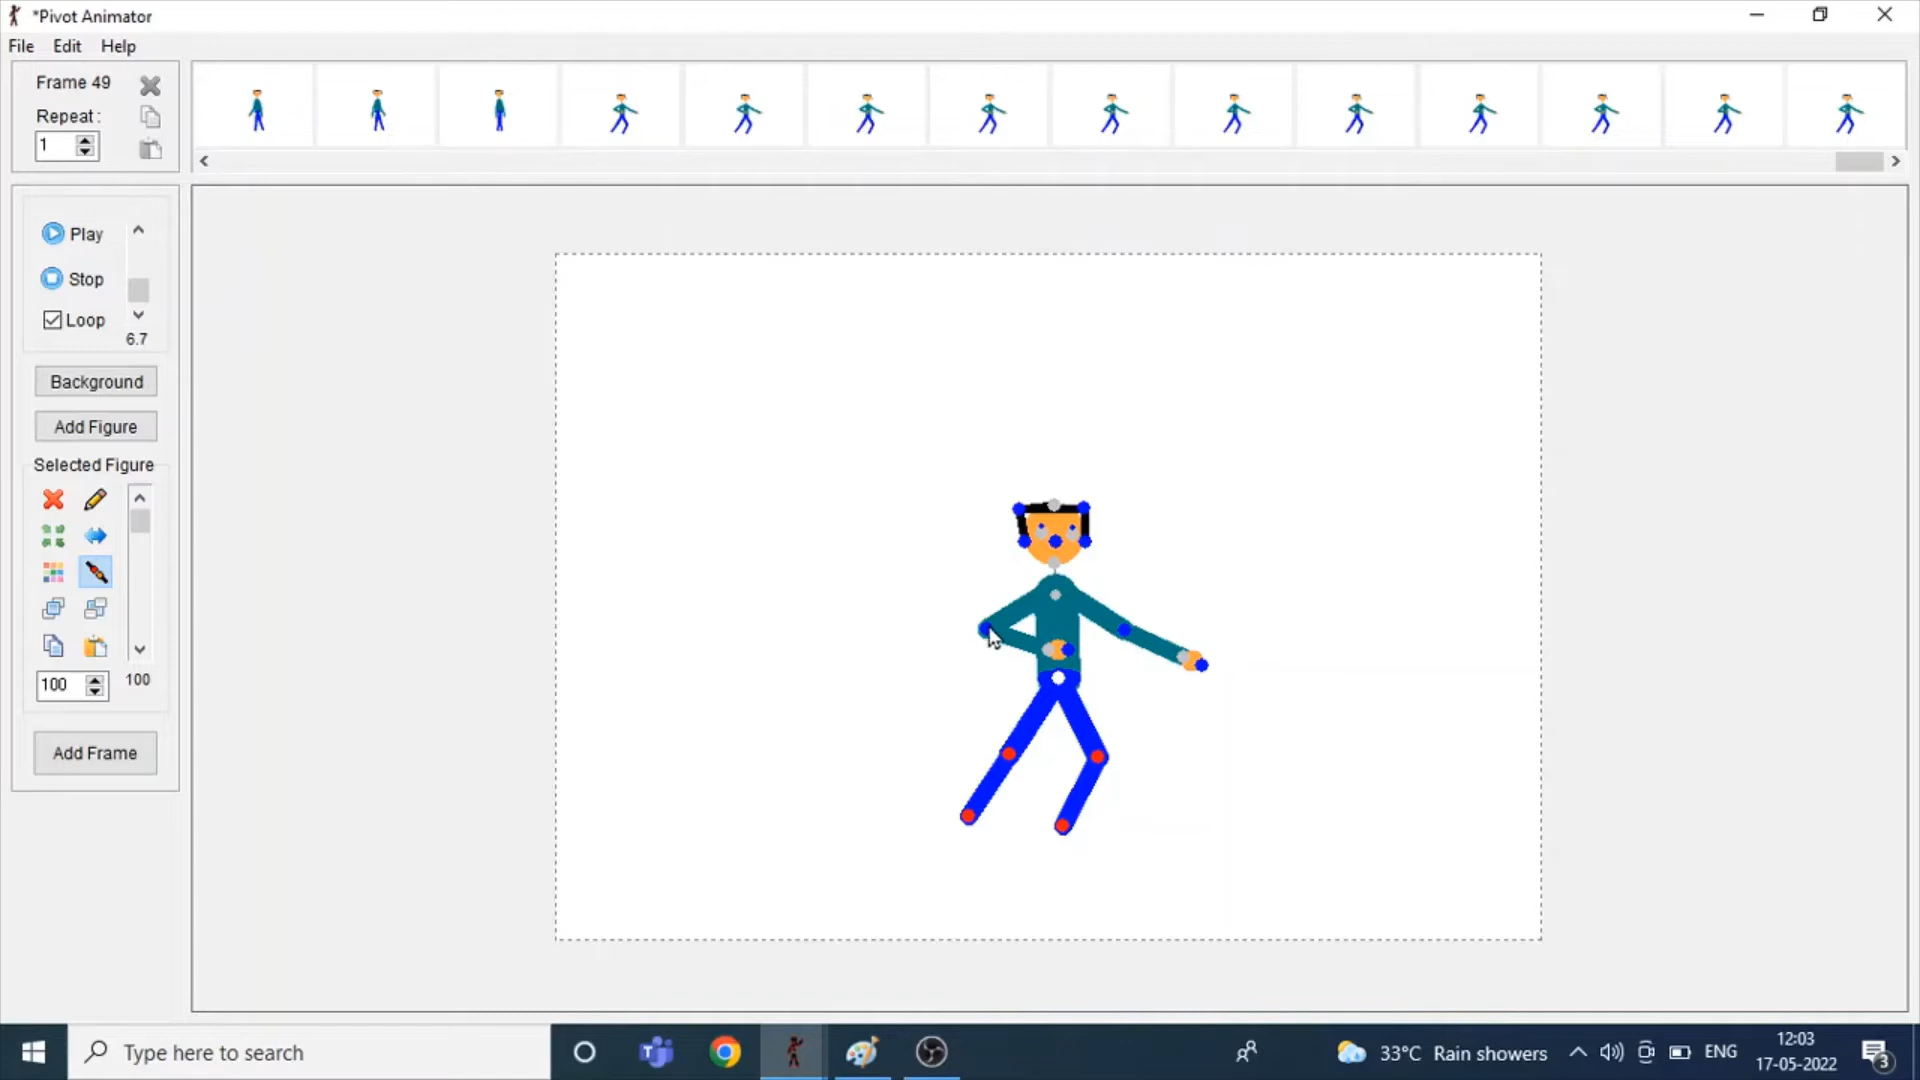 *Pivot Animator
File Edit Help
Frame 49
Repeat:
1
Play
Stop
Loop
6.7
Background
Add Figure
Selected Figure
100
100
Add Frame
Type here to search
33°C Rain showers
ENG
12:03
17-05-2022
3